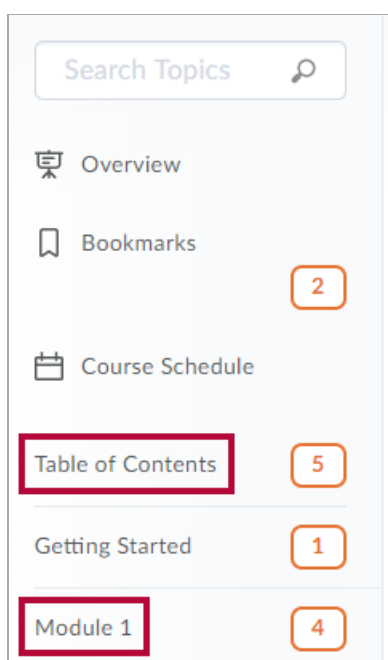 Search Topics
Overview
Bookmarks
2
Course Schedule
Table of Contents 5
Getting Started 1
Module 1 4